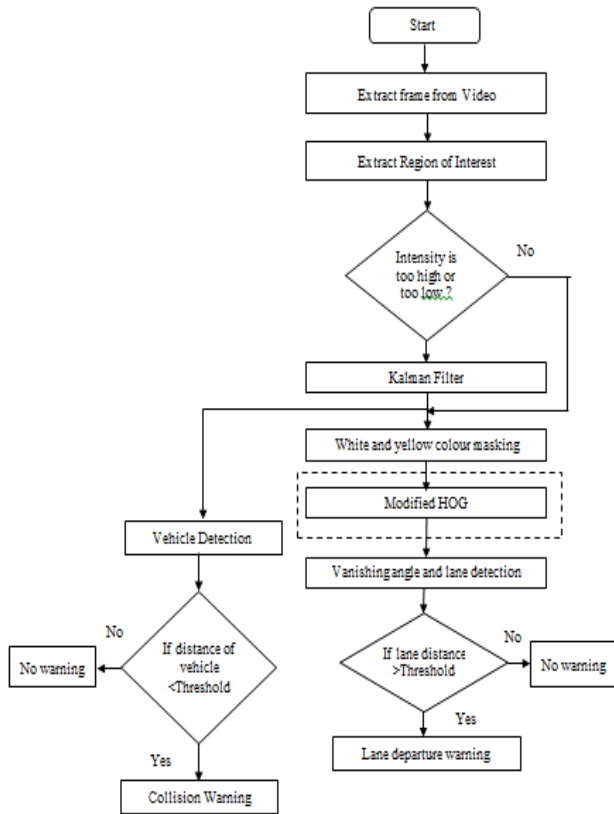 Start
Extract frame from Video
Extract Region of Interest
Intensity is
too high or
too low ?
No
Kalman Filter
White and yellow colour masking
Modified HOG
Vehicle Detection
Vanishing angle and lane detection
No
If distance of
vehicle
<Threshold
No warning
If lane distance
>Threshold
No
No warning
Yes
Lane departure warning
Yes
Collision Warning